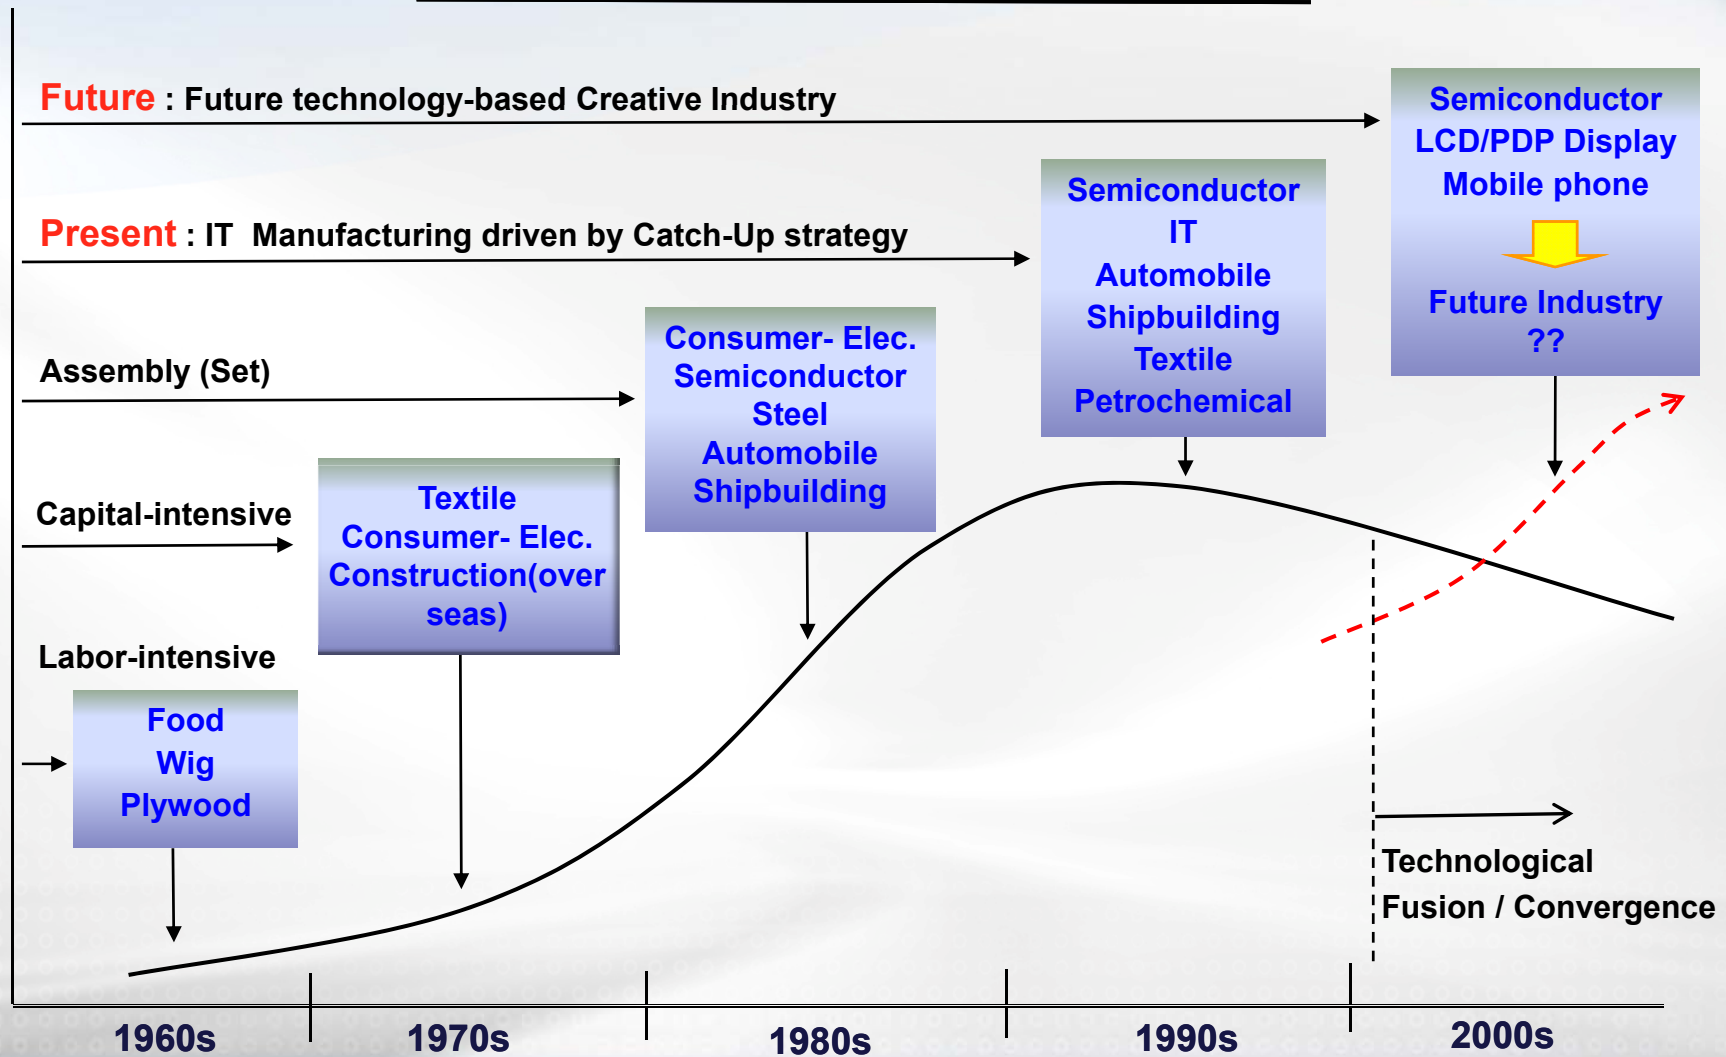 Future : Future technology-based Creative Industry
Semiconductor
LCD/PDP Display
Mobile phone
Future Industry
??
Present : IT Manufacturing driven by Catch-Up strategy
Semiconductor
IT
Automobile
Shipbuilding
Textile
Petrochemical
Assembly (Set)
Consumer- Elec.
Semiconductor
Steel
Automobile
Shipbuilding
Capital-intensive
Textile
Consumer- Elec.
Construction(over
seas)
Labor-intensive
Food
Wig
Plywood
Technological
Fusion / Convergence
1960s
1970s
1980s
1990s
2000s